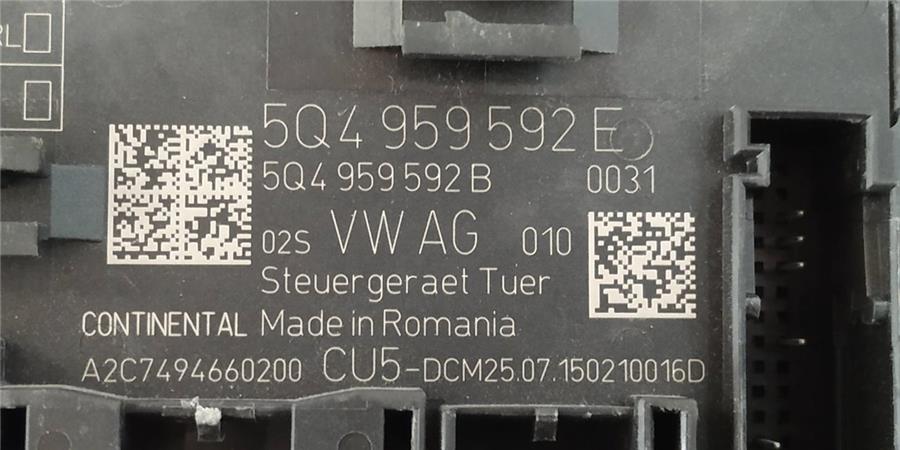 RL
5Q4 959 592 E
5Q4 959 592 B 0031
02S VW AG 010
Steuergeraet Tuer
CONTINENTAL Made in Romania
A2C7494660200 CU5-DCM25.07.150210016D